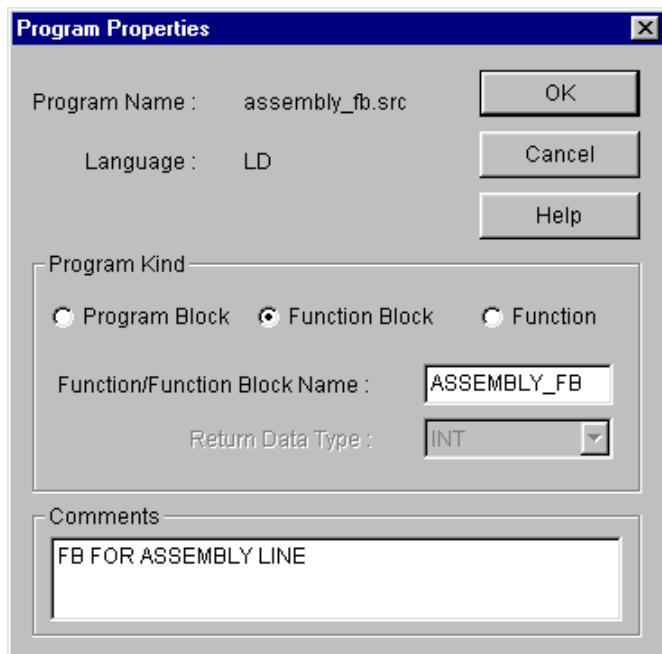 Program Properties
Program Name : assembly_fb.src
OK
Language : LD
Cancel
Help
Program Kind
Program Block Function Block Function
Function/Function Block Name : ASSEMBLY_FB
Return Data Type : INT
Comments
FB FOR ASSEMBLY LINE